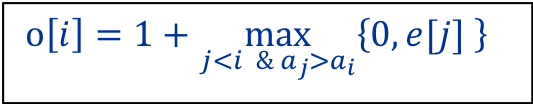 o[i] = 1 + max_{j<i & a_j>a_i} {0, e[j] }